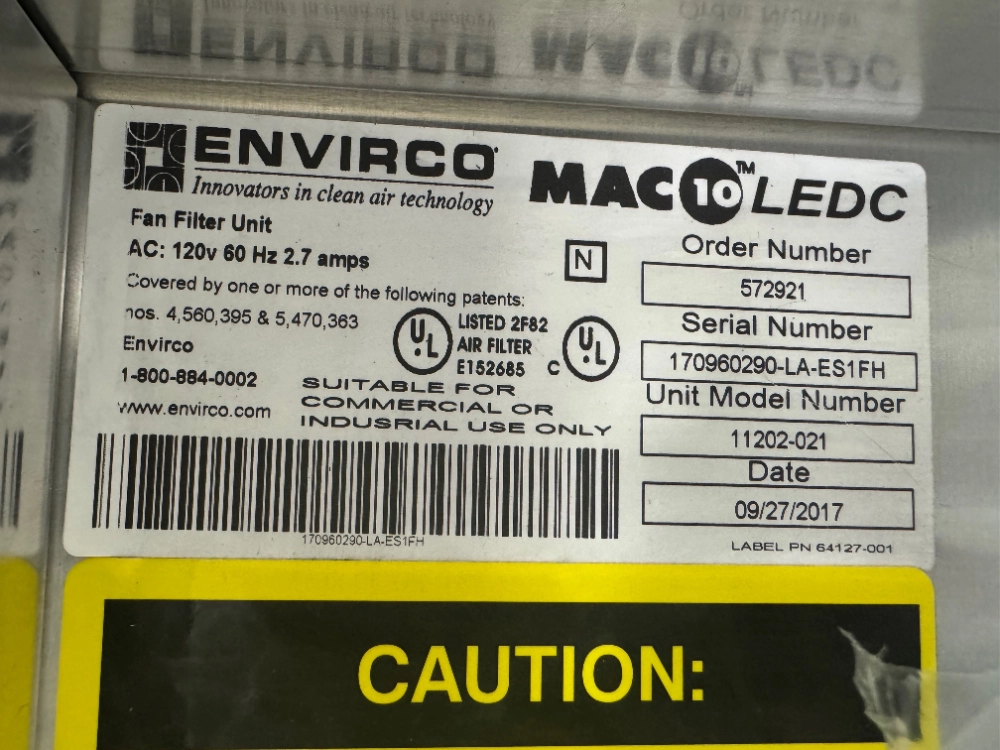 ENVIRCO
Innovators in clean air technology
MAC 10™ LEDC
Fan Filter Unit
AC: 120v 60 Hz 2.7 amps
N
Covered by one or more of the following patents:
nos. 4,560,395 & 5,470,363
Envirco
1-800-884-0002
www.envirco.com
UL
LISTED 2F82
AIR FILTER
E152685
C UL
SUITABLE FOR
COMMERCIAL OR
INDUSRIAL USE ONLY
170960290-LA-ES1FH
Order Number
572921
Serial Number
170960290-LA-ES1FH
Unit Model Number
11202-021
Date
09/27/2017
LABEL PN 64127-001
CAUTION: